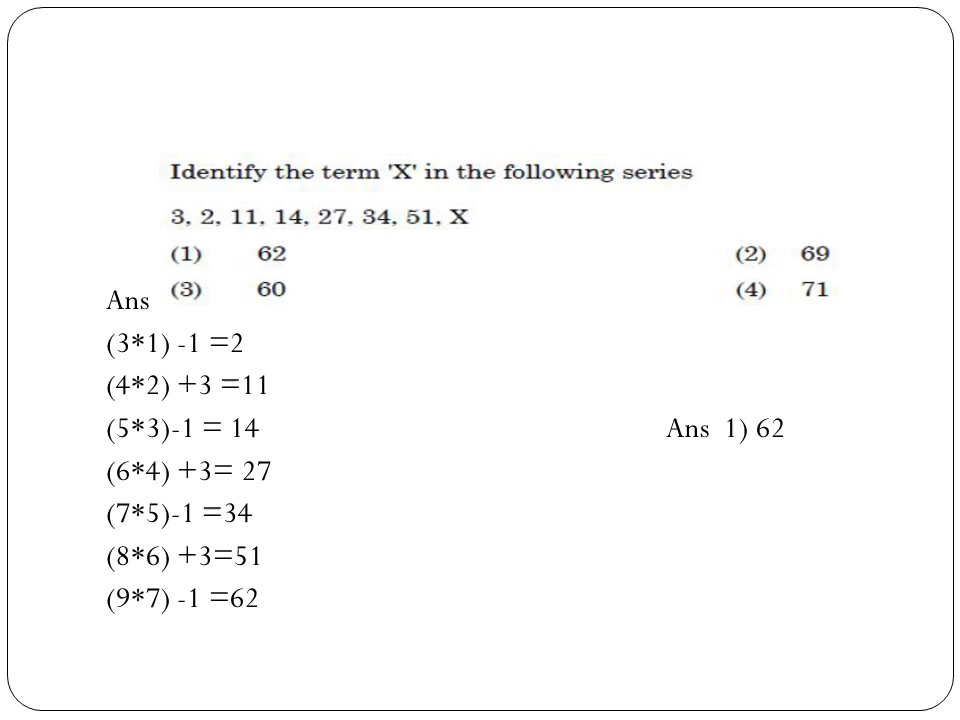 Identify the term 'X' in the following series
3, 2, 11, 14, 27, 34, 51, X
(1) 62 (2) 69
(3) 60 (4) 71
Ans
(3*1) -1 =2
(4*2) +3 =11
(5*3)-1 = 14 Ans 1) 62
(6*4) +3= 27
(7*5)-1 =34
(8*6) +3=51
(9*7) -1 =62